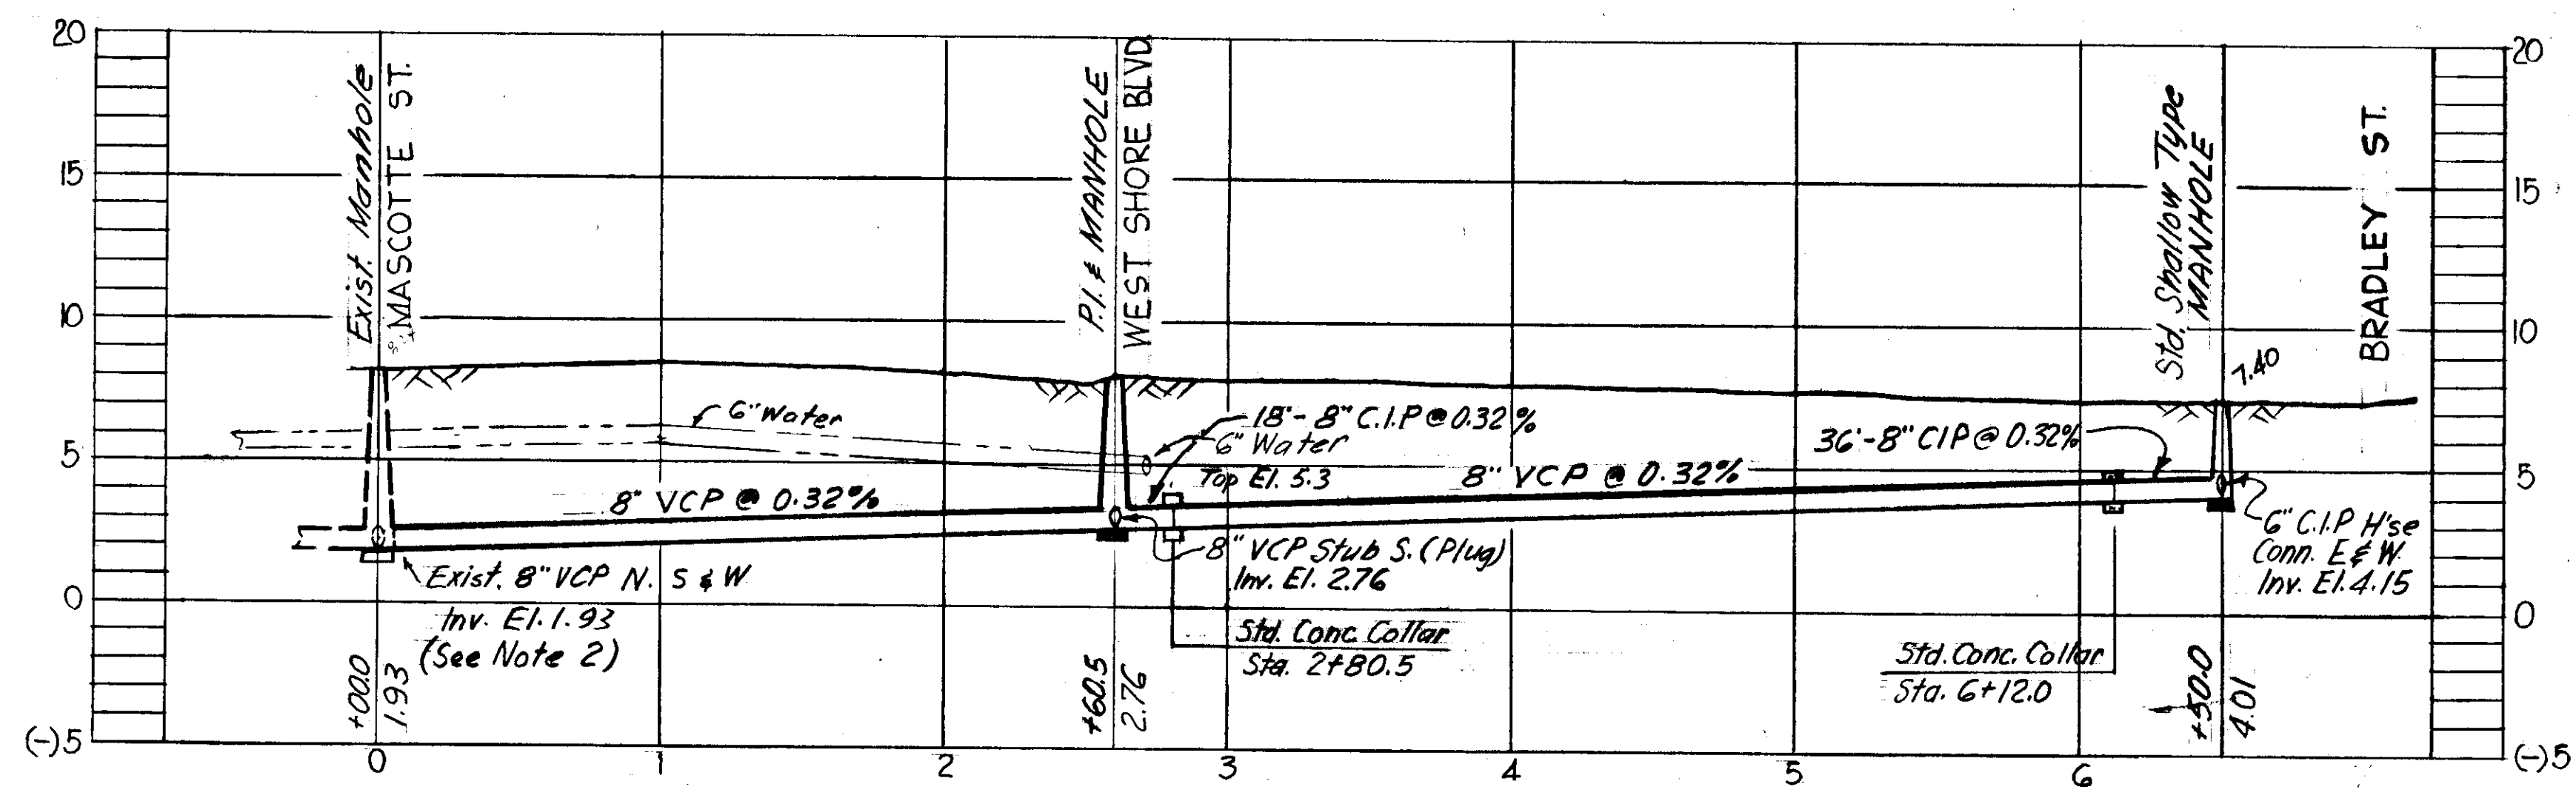 20
20
15
15
10
10
5
5
0
0
(-)5
(-)5
Exist. Manhole
MASCOTTE ST.
P.I. & MANHOLE
WEST SHORE BLVD.
Std. Shallow Type
MANHOLE
BRADLEY ST.
7.40
6" Water
18'- 8" C.I.P @ 0.32%
6" Water
Top El. 5.3
36'-8" CIP @ 0.32%
8" VCP @ 0.32%
8" VCP @ 0.32%
Exist. 8" VCP N. S & W
Inv. El. 1.93
(See Note 2)
8" VCP Stub S. (Plug)
Inv. El. 2.76
6" C.I.P H'se
Conn. E & W.
Inv. El. 4.15
Std. Conc. Collar
Sta. 2+80.5
Std. Conc. Collar
Sta. 6+12.0
+00.0
1.93
+60.5
2.76
+50.0
4.01
0
1
2
3
4
5
6